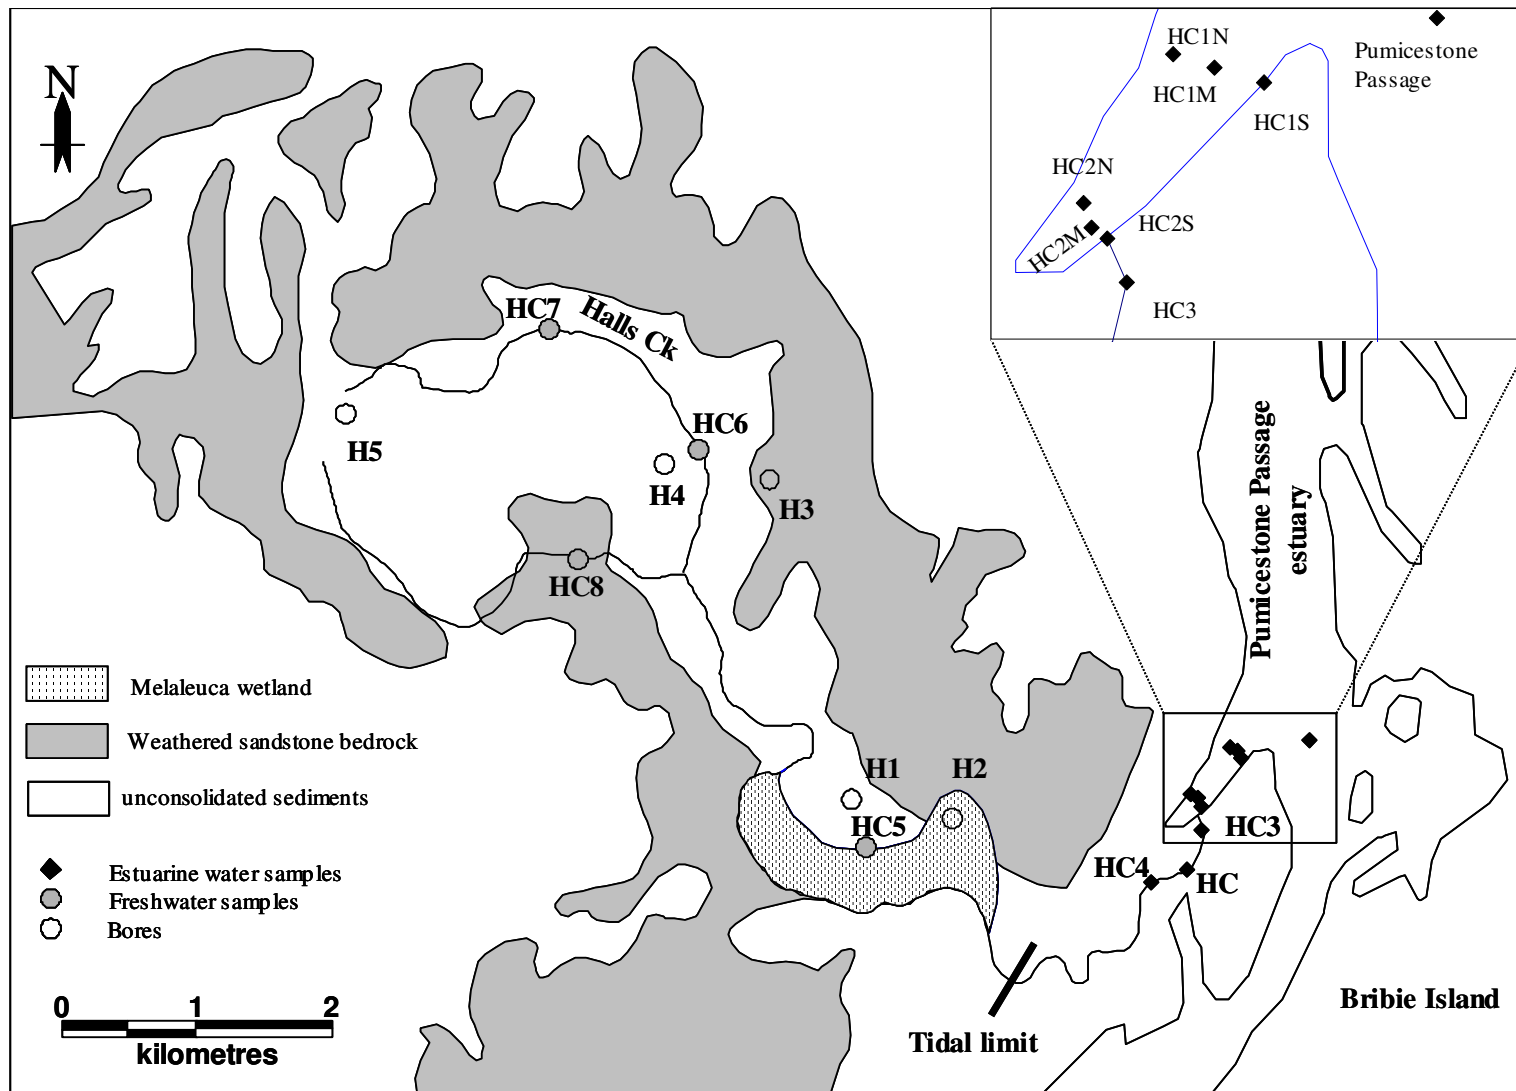 N
HC1N
HC1M
HC1S
Pumicestone
Passage
HC2N
HC2M
HC2S
HC3
HC7
Halls Ck
H5
HC6
H4
H3
HC8
Pumicestone Passage
estuary
Melaleuca wetland
Weathered sandstone bedrock
unconsolidated sediments
H1
H2
HC5
HC3
HC4
HC
Estuarine water samples
Freshwater samples
Bores
0 1 2
kilometres
Tidal limit
Bribie Island